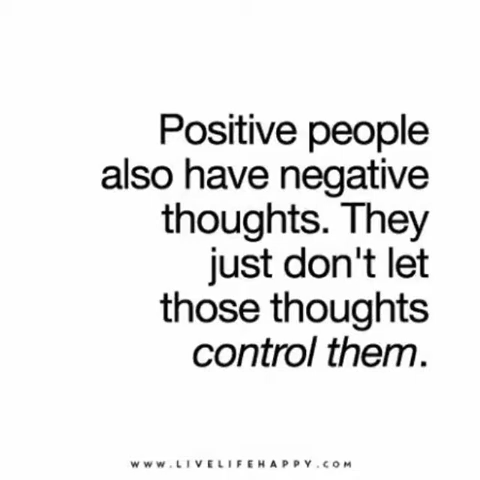 Positive people
also have negative
thoughts. They
just don't let
those thoughts
control them.
WWW.LIVELIFEHAPPY.COM